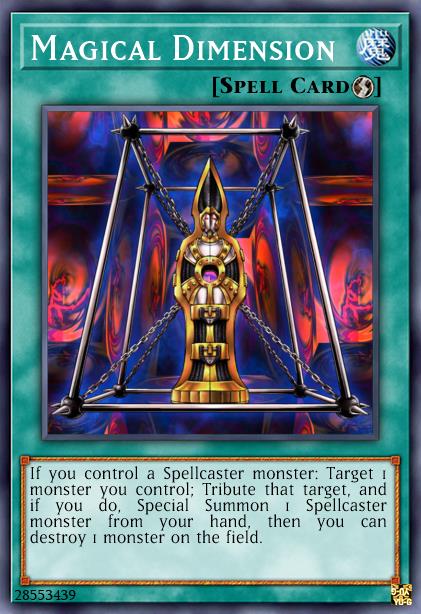 MAGICAL DIMENSION
[SPELL CARD]
If you control a Spellcaster monster: Target 1
monster you control; Tribute that target, and
if you do, Special Summon 1 Spellcaster
monster from your hand, then you can
destroy 1 monster on the field.
28553439